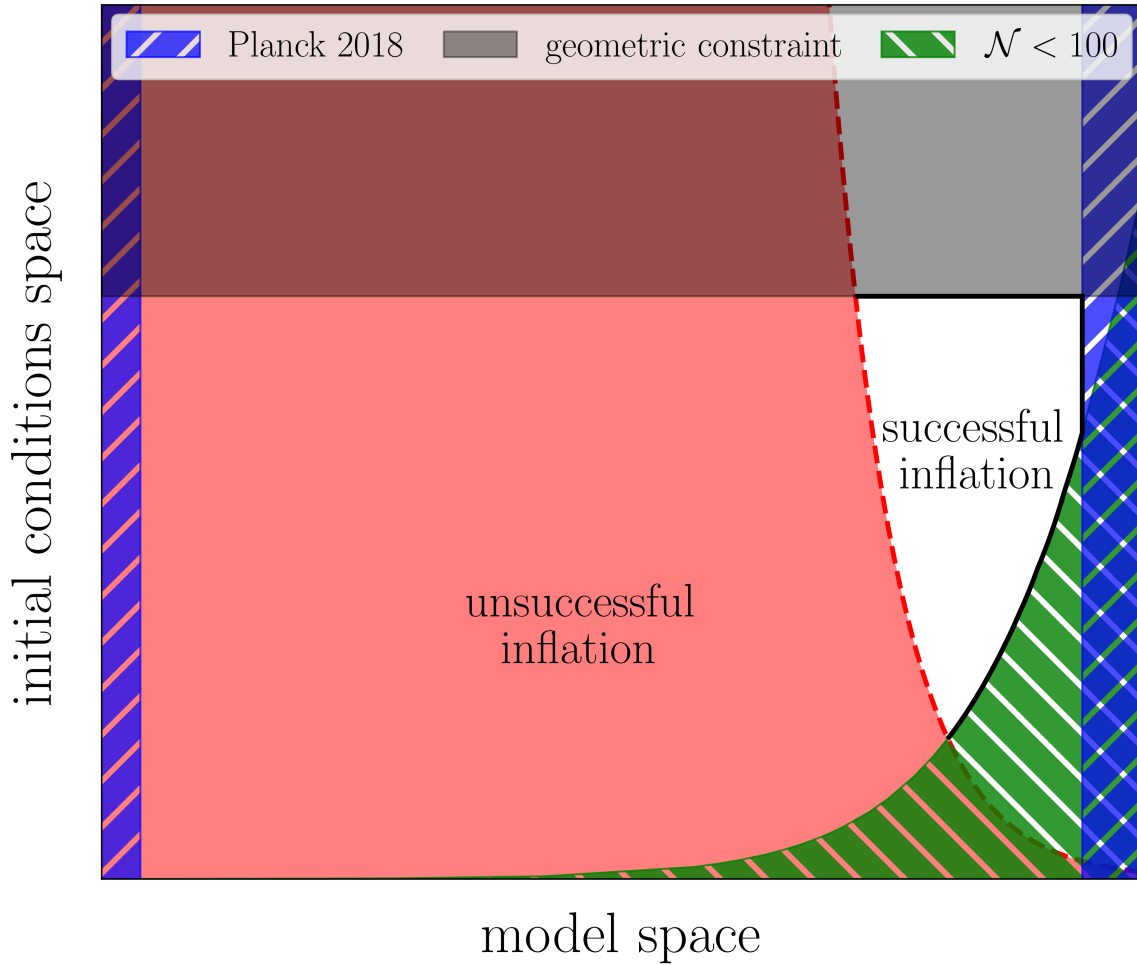 Planck 2018
geometric constraint
𝒩 < 100
initial conditions space
successful
inflation
unsuccessful
inflation
model space